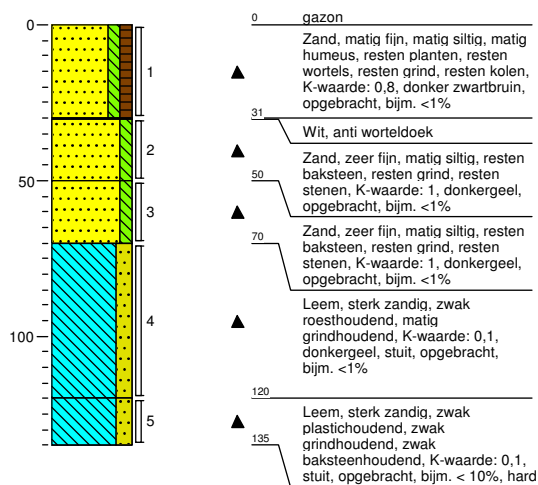 0
50
100
1
2
3
4
5
0
gazon
Zand, matig fijn, matig siltig, matig
humeus, resten planten, resten
wortels, resten grind, resten kolen,
K-waarde: 0,8, donker zwartbruin,
opgebracht, bijm. <1%
31
Wit, anti worteldoek
Zand, zeer fijn, matig siltig, resten
baksteen, resten grind, resten
stenen, K-waarde: 1, donkergeel,
opgebracht, bijm. <1%
50
Zand, zeer fijn, matig siltig, resten
baksteen, resten grind, resten
stenen, K-waarde: 1, donkergeel,
opgebracht, bijm. <1%
70
Leem, sterk zandig, zwak
roesthoudend, matig
grindhoudend, K-waarde: 0,1,
donkergeel, stuit, opgebracht,
bijm. <1%
120
Leem, sterk zandig, zwak
plastichoudend, zwak
grindhoudend, zwak
baksteenhoudend, K-waarde: 0,1,
stuit, opgebracht, bijm. < 10%, hard
135